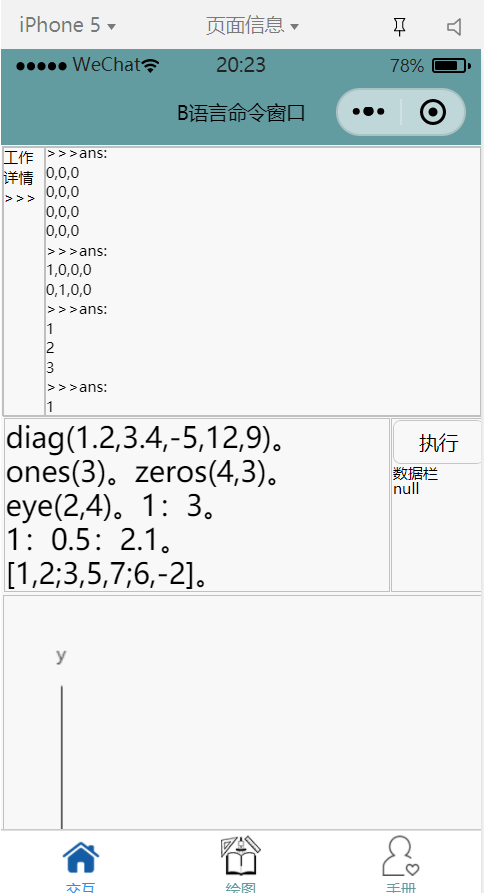 iPhone 5
页面信息
WeChat
20:23
78%
B语言命令窗口
工作
详情
>>>
>>>ans:
0,0,0
0,0,0
0,0,0
0,0,0
>>>ans:
1,0,0,0
0,1,0,0
>>>ans:
1
2
3
>>>ans:
1
diag(1.2,3.4,-5,12,9)。
ones(3)。zeros(4,3)。
eye(2,4)。1：3。
1：0.5：2.1。
[1,2;3,5,7;6,-2]。
执行
数据栏
null
y
交互
绘图
手册